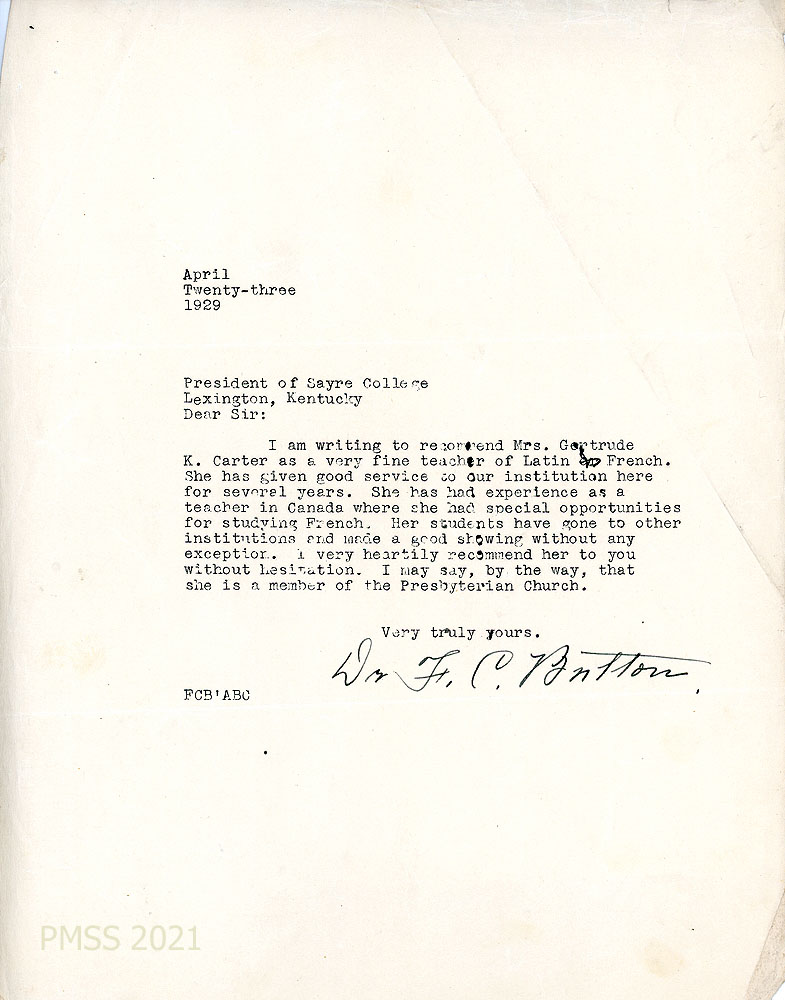 April
Twenty-three
1929
President of Sayre College
Lexington, Kentucky
Dear Sir:
I am writing to recommend Mrs. Gertrude
K. Carter as a very fine teacher of Latin & French.
She has given good service to our institution here
for several years. She has had experience as a
teacher in Canada where she had special opportunities
for studying French. Her students have gone to other
institutions and made a good showing without any
exception. I very heartily recommend her to you
without hesitation. I may say, by the way, that
she is a member of the Presbyterian Church.
Very truly yours.
Dr F. C. Button
FCB'ABC
PMSS 2021